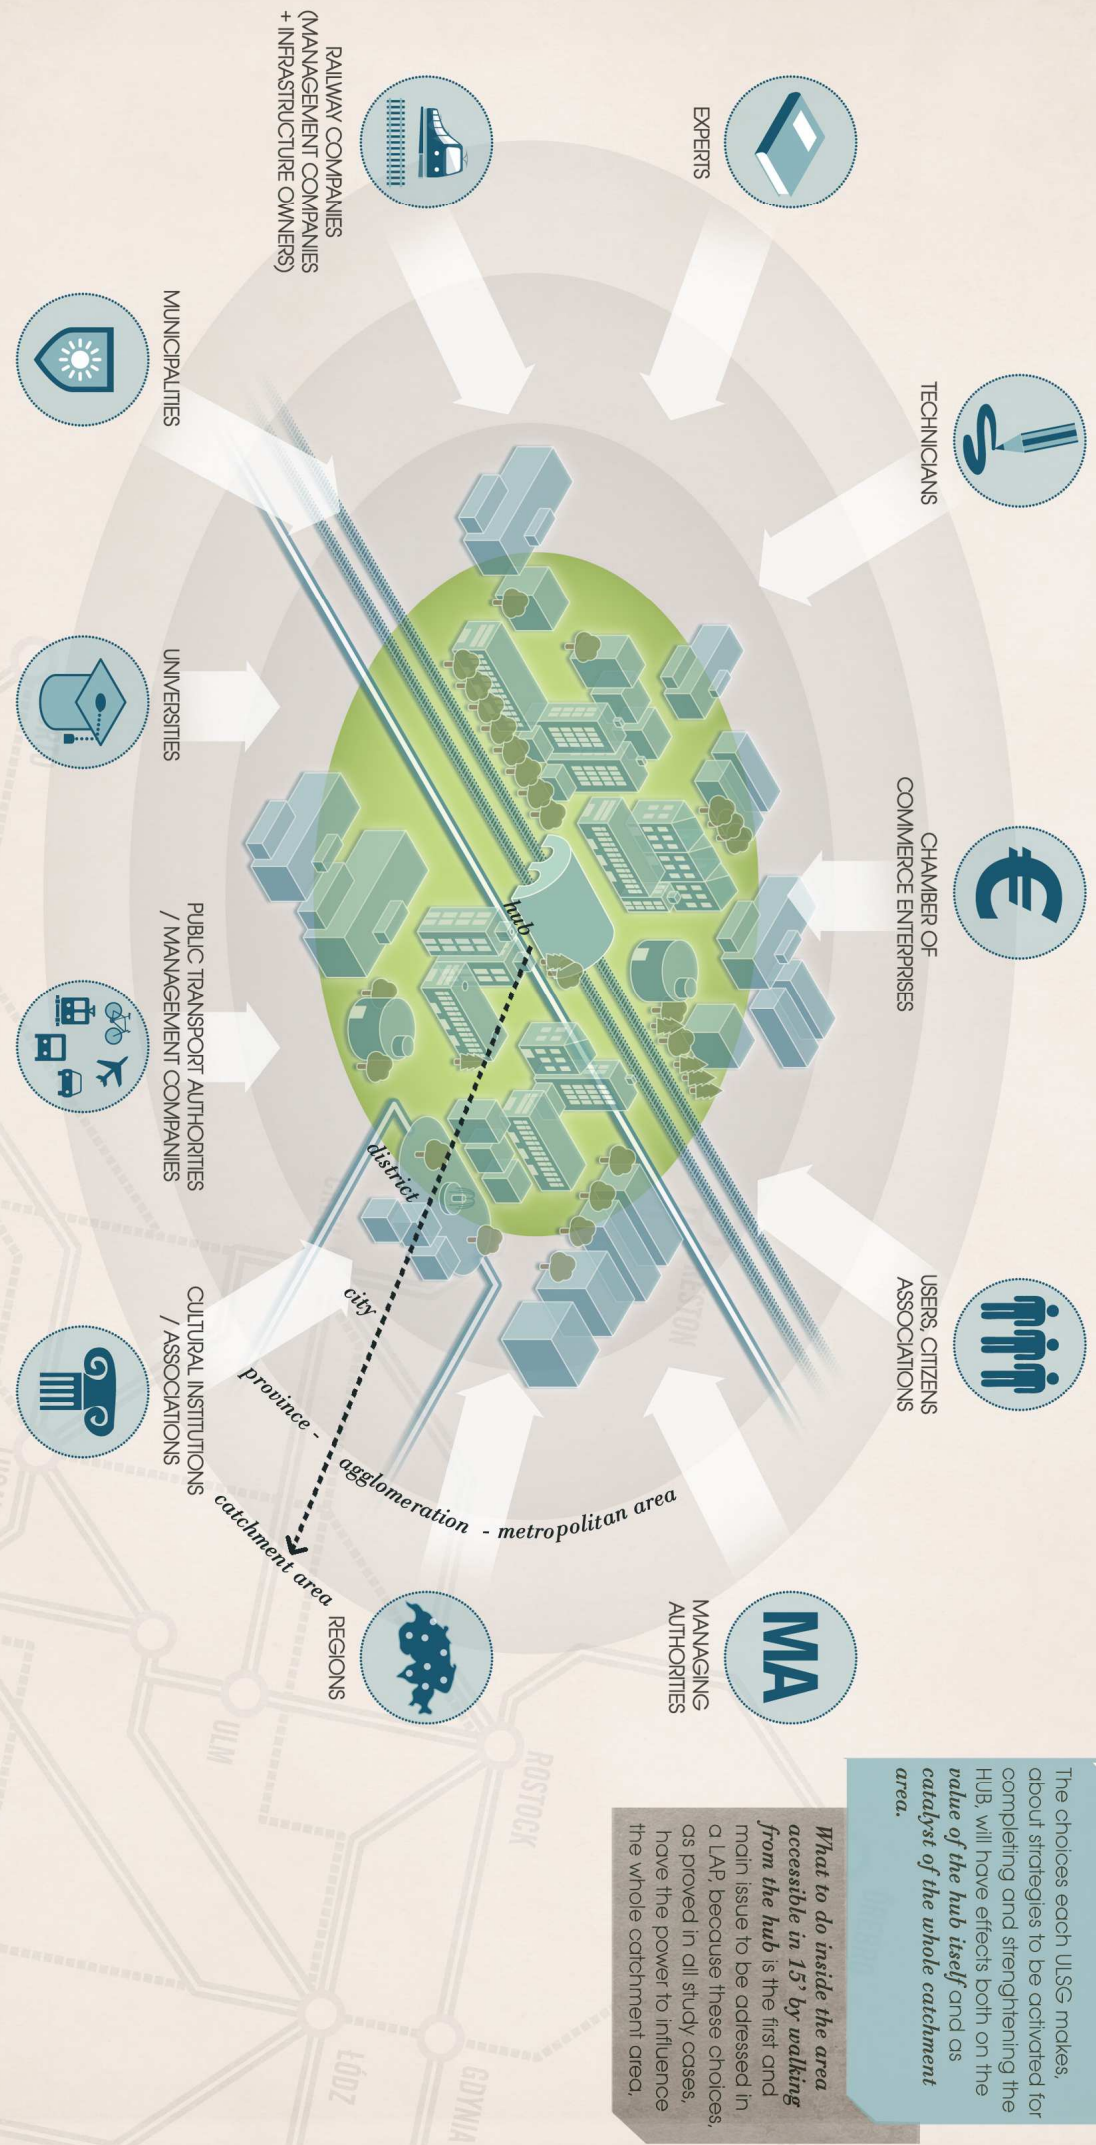 TECHNICIANS
CHAMBER OF
COMMERCE ENTERPRISES
€
USERS, CITIZENS
ASSOCIATIONS
EXPERTS
MANAGING
AUTHORITIES
MA
RAILWAY COMPANIES
(MANAGEMENT COMPANIES
+ INFRASTRUCTURE OWNERS)
REGIONS
MUNICIPALITIES
UNIVERSITIES
PUBLIC TRANSPORT AUTHORITIES
/ MANAGEMENT COMPANIES
CULTURAL INSTITUTIONS
/ ASSOCIATIONS
hub
district
city
province - agglomeration - metropolitan area
catchment area
The choices each ULSG makes,
about strategies to be activated for
completing and strenghtening the
HUB, will have effects both on the
value of the hub itself and as
catalyst of the whole catchment
area.
What to do inside the area
accessible in 15' by walking
from the hub is the first and
main issue to be adressed in
a LAP, because these choices,
as proved in all study cases,
have the power to influence
the whole catchment area.
ROSTOCK
ULM
GDYNIA
ŁÓDZ